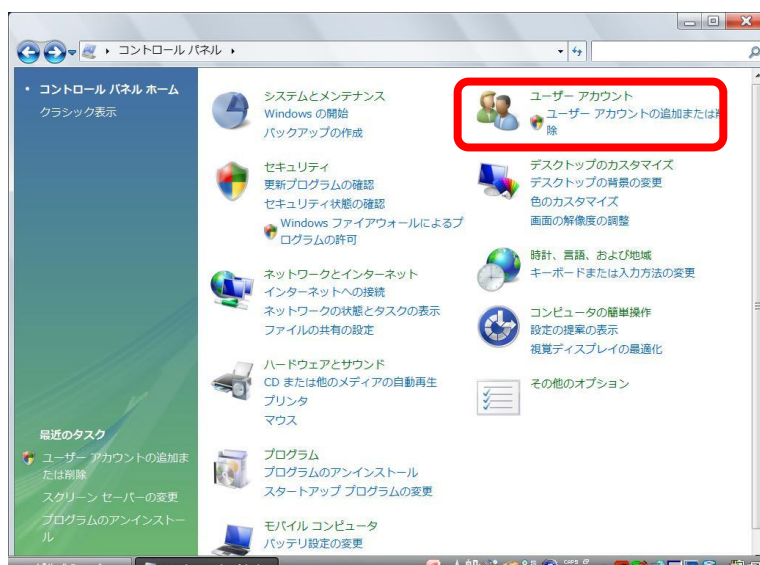 コントロール パネル
コントロール パネル ホーム
クラシック表示
システムとメンテナンス
Windows の開始
バックアップの作成
セキュリティ
更新プログラムの確認
セキュリティ状態の確認
Windows ファイアウォールによるプ
ログラムの許可
ネットワークとインターネット
インターネットへの接続
ネットワークの状態とタスクの表示
ファイルの共有の設定
ハードウェアとサウンド
CD または他のメディアの自動再生
プリンタ
マウス
プログラム
プログラムのアンインストール
スタートアップ プログラムの変更
モバイル コンピュータ
バッテリ設定の変更
ユーザー アカウント
ユーザー アカウントの追加または削
除
デスクトップのカスタマイズ
デスクトップの背景の変更
色のカスタマイズ
画面の解像度の調整
時計、言語、および地域
キーボードまたは入力方法の変更
コンピュータの簡単操作
設定の提案の表示
視覚ディスプレイの最適化
その他のオプション
最近のタスク
ユーザー アカウントの追加ま
たは削除
スクリーン セーバーの変更
プログラムのアンインストー
ル